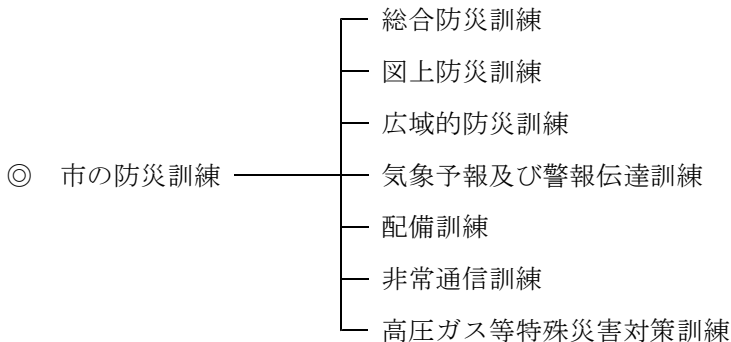 総合防災訓練
図上防災訓練
広域的防災訓練
◎ 市の防災訓練
気象予報及び警報伝達訓練
配備訓練
非常通信訓練
高圧ガス等特殊災害対策訓練